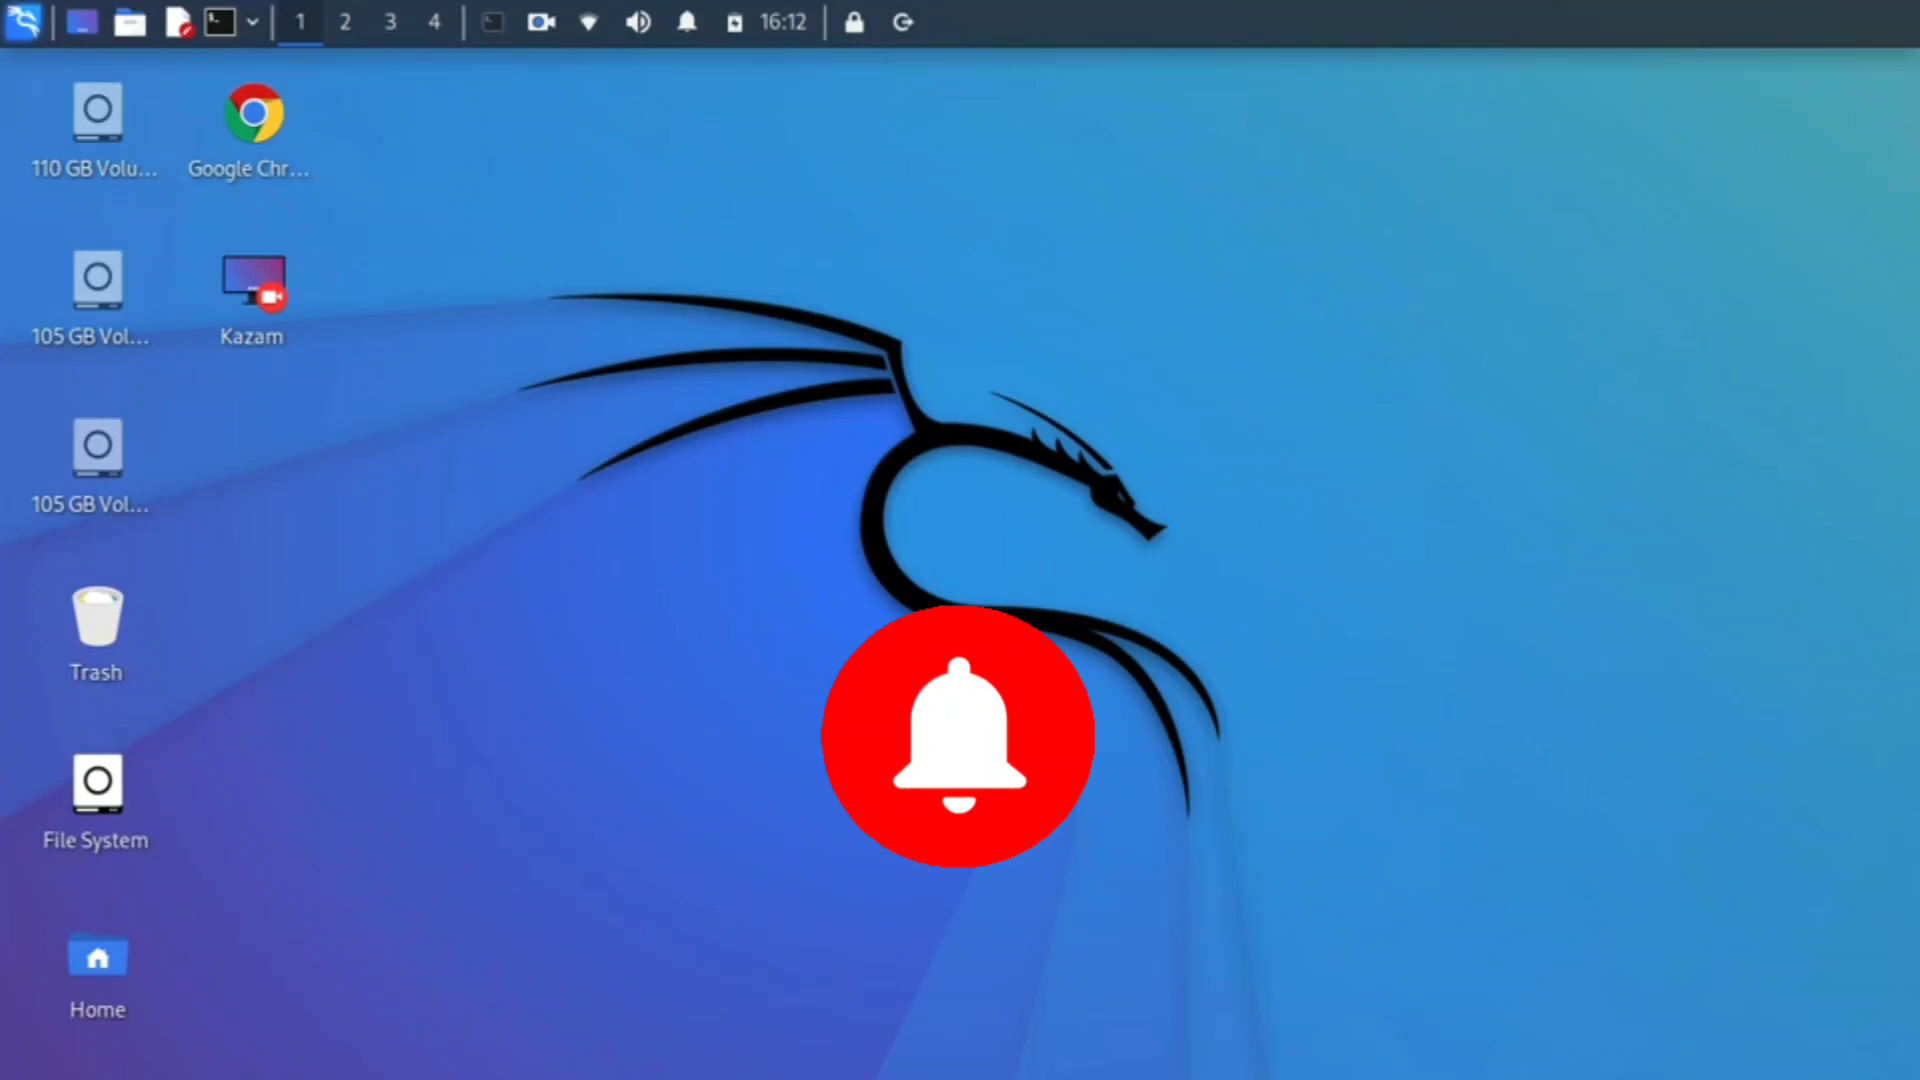 1 2 3 4 16:12
110 GB Volu...
Google Chr...
105 GB Vol...
Kazam
105 GB Vol...
Trash
File System
Home